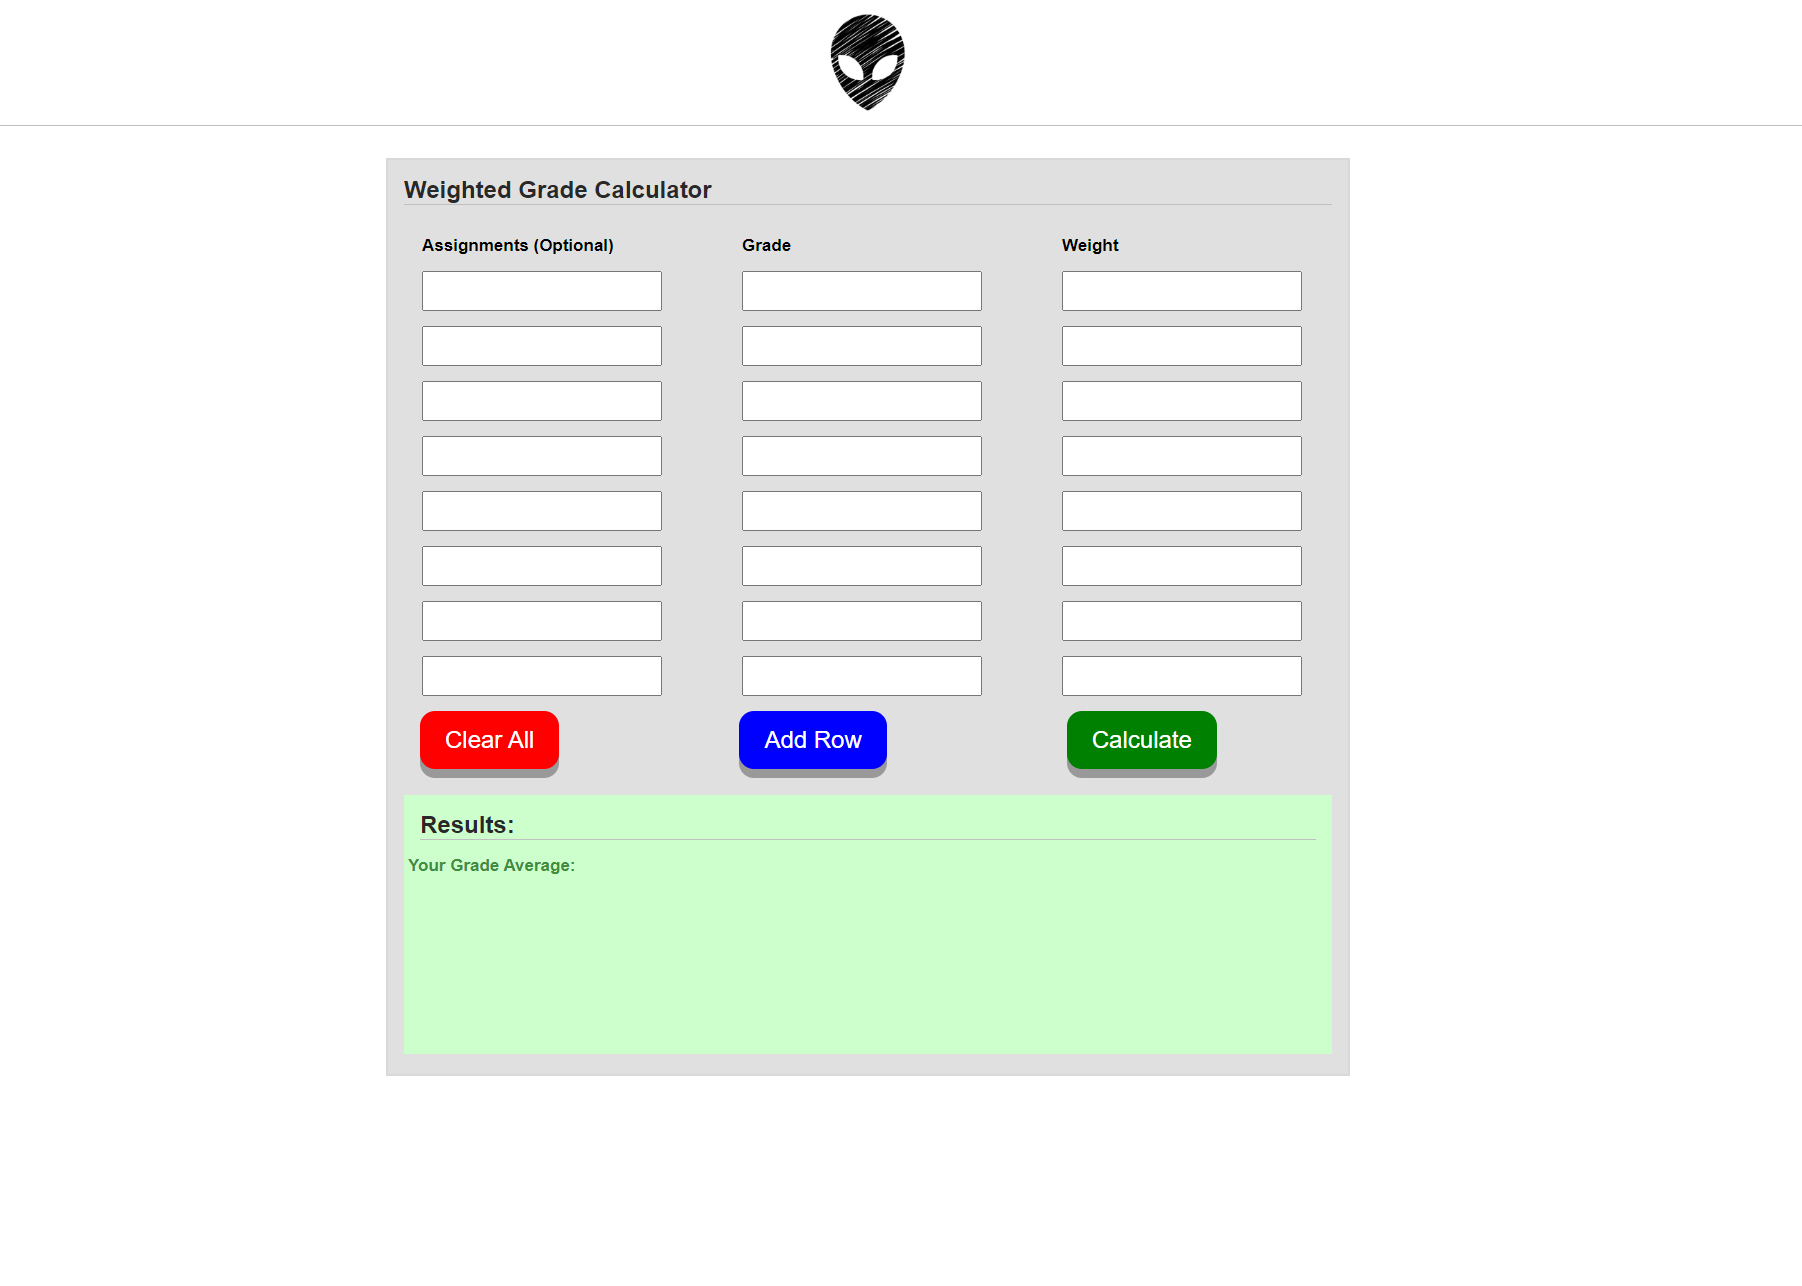 Weighted Grade Calculator
Assignments (Optional) Grade Weight
Clear All Add Row Calculate
Results:
Your Grade Average: